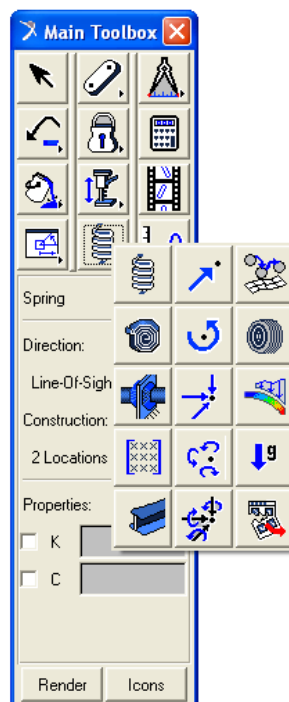 Main Toolbox
g
Spring
Direction:
Line-Of-Sigh
Construction:
2 Locations
Properties:
K
C
Render Icons